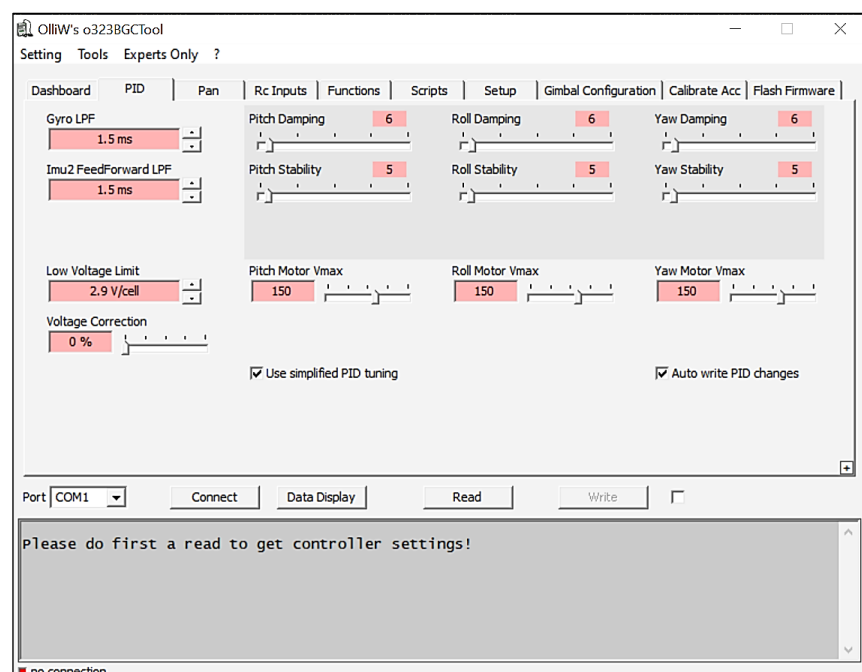 OlliW's o323BGCTool
Setting Tools Experts Only ?
Dashboard PID Pan Rc Inputs Functions Scripts Setup Gimbal Configuration Calibrate Acc Flash Firmware
Gyro LPF Pitch Damping 6 Roll Damping 6 Yaw Damping 6
1.5 ms
Imu2 FeedForward LPF Pitch Stability 5 Roll Stability 5 Yaw Stability 5
1.5 ms
Low Voltage Limit Pitch Motor Vmax Roll Motor Vmax Yaw Motor Vmax
2.9 V/cell 150 150 150
Voltage Correction
0 %
Use simplified PID tuning Auto write PID changes
+
Port COM1 Connect Data Display Read Write
Please do first a read to get controller settings!
no connection